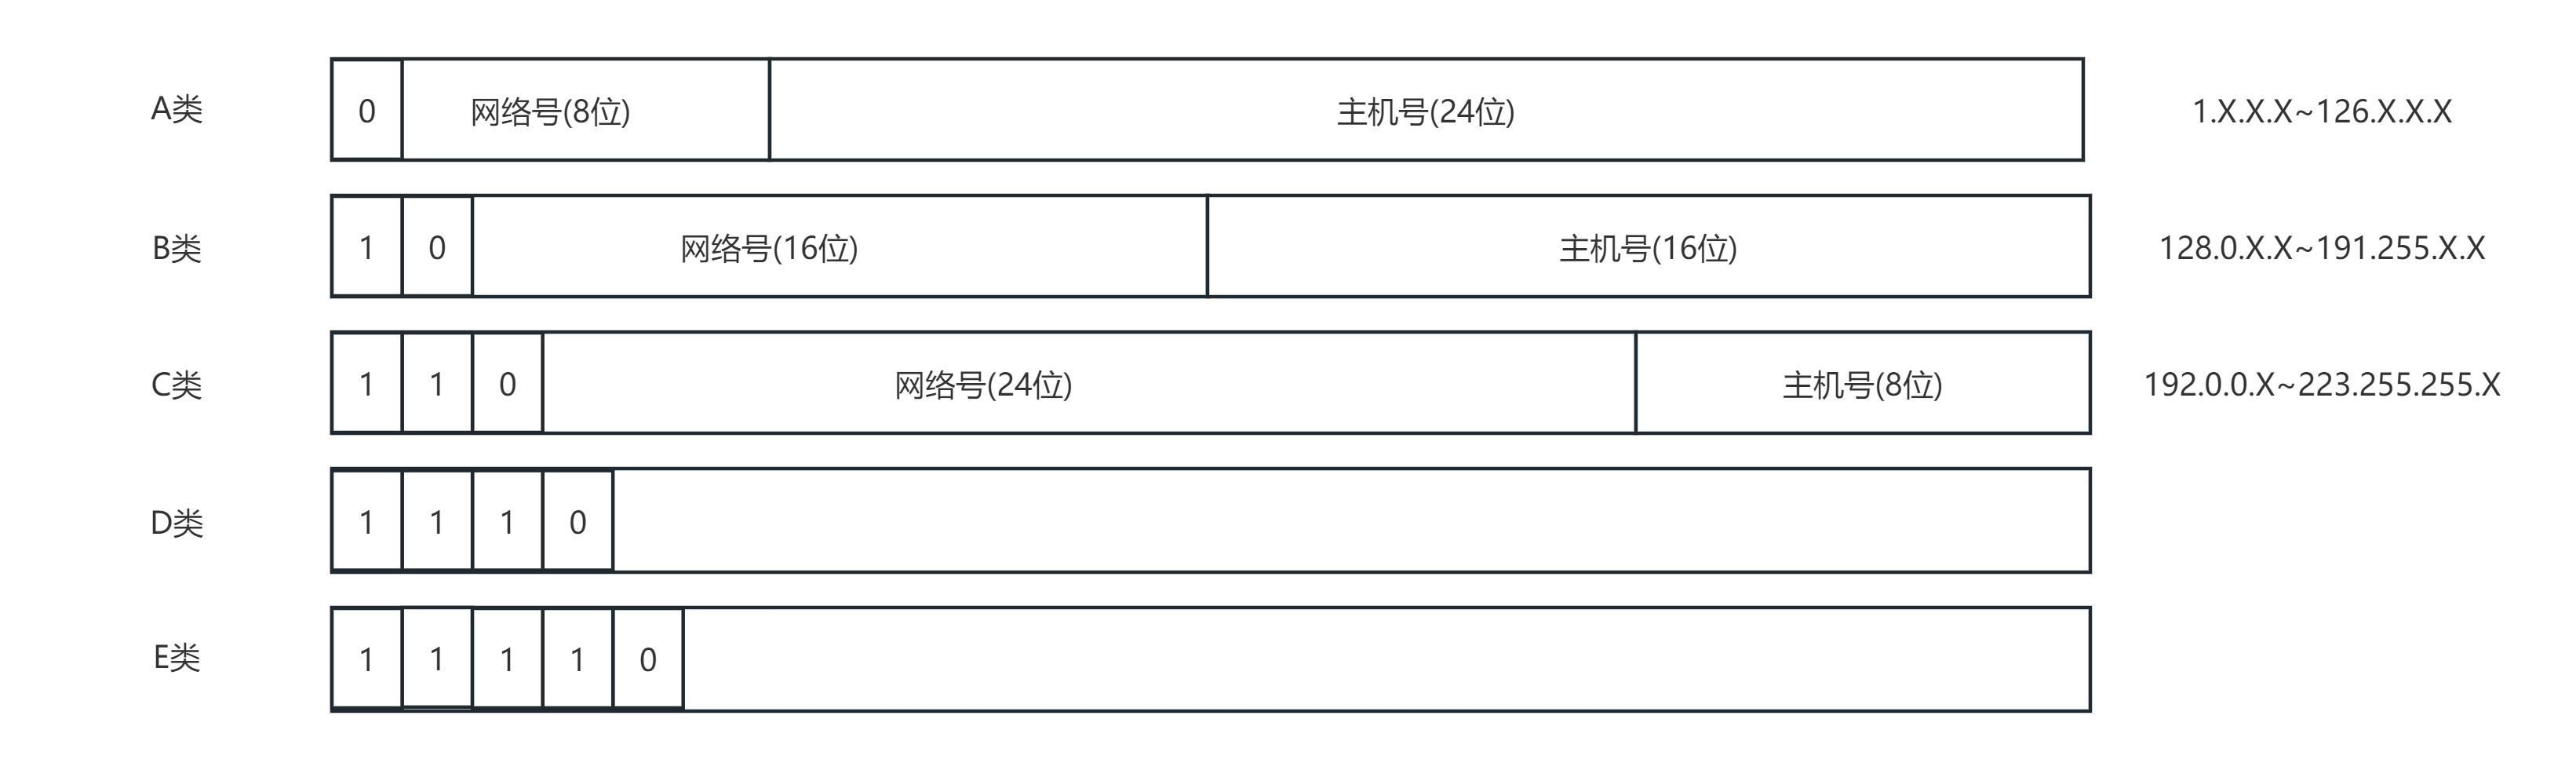 A类 0 网络号(8位) 主机号(24位) 1.X.X.X~126.X.X.X
B类 1 0 网络号(16位) 主机号(16位) 128.0.X.X~191.255.X.X
C类 1 1 0 网络号(24位) 主机号(8位) 192.0.0.X~223.255.255.X
D类 1 1 1 0
E类 1 1 1 1 0